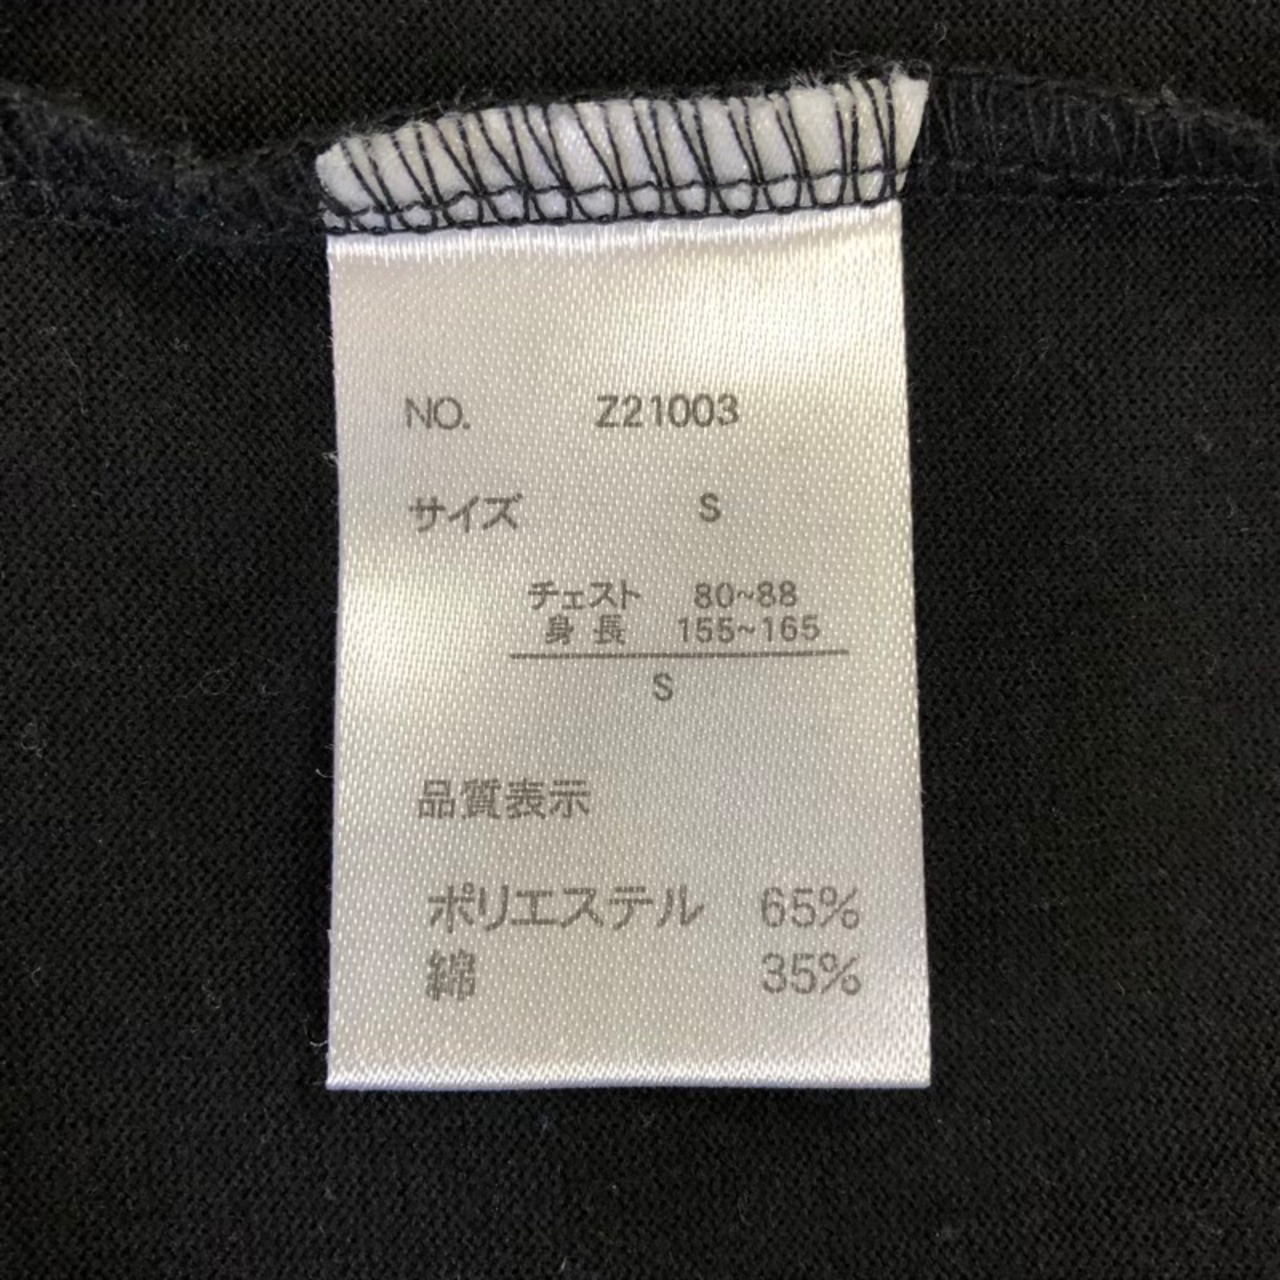 NO. Z21003
サイズ S
チェスト 80~88
身長 155~165
S
品質表示
ポリエステル 65%
綿 35%